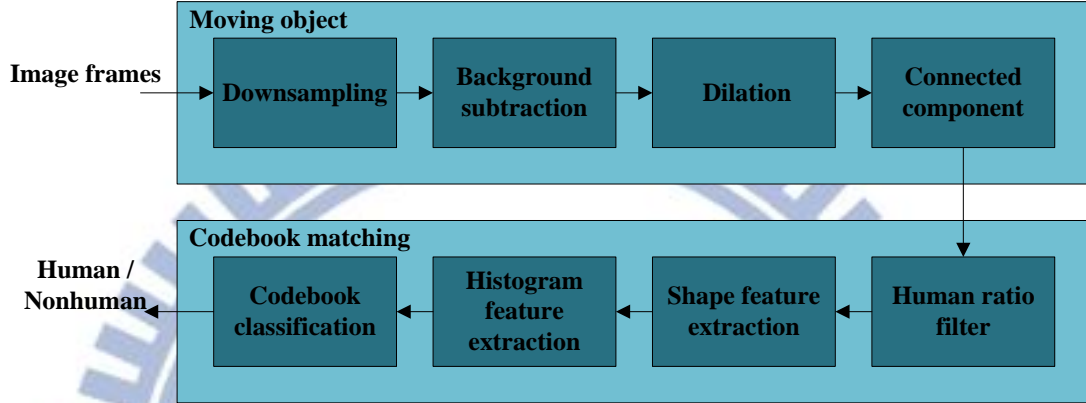 Moving object
Image frames
Downsampling
Background
subtraction
Dilation
Connected
component
Codebook matching
Human /
Nonhuman
Codebook
classification
Histogram
feature
extraction
Shape feature
extraction
Human ratio
filter